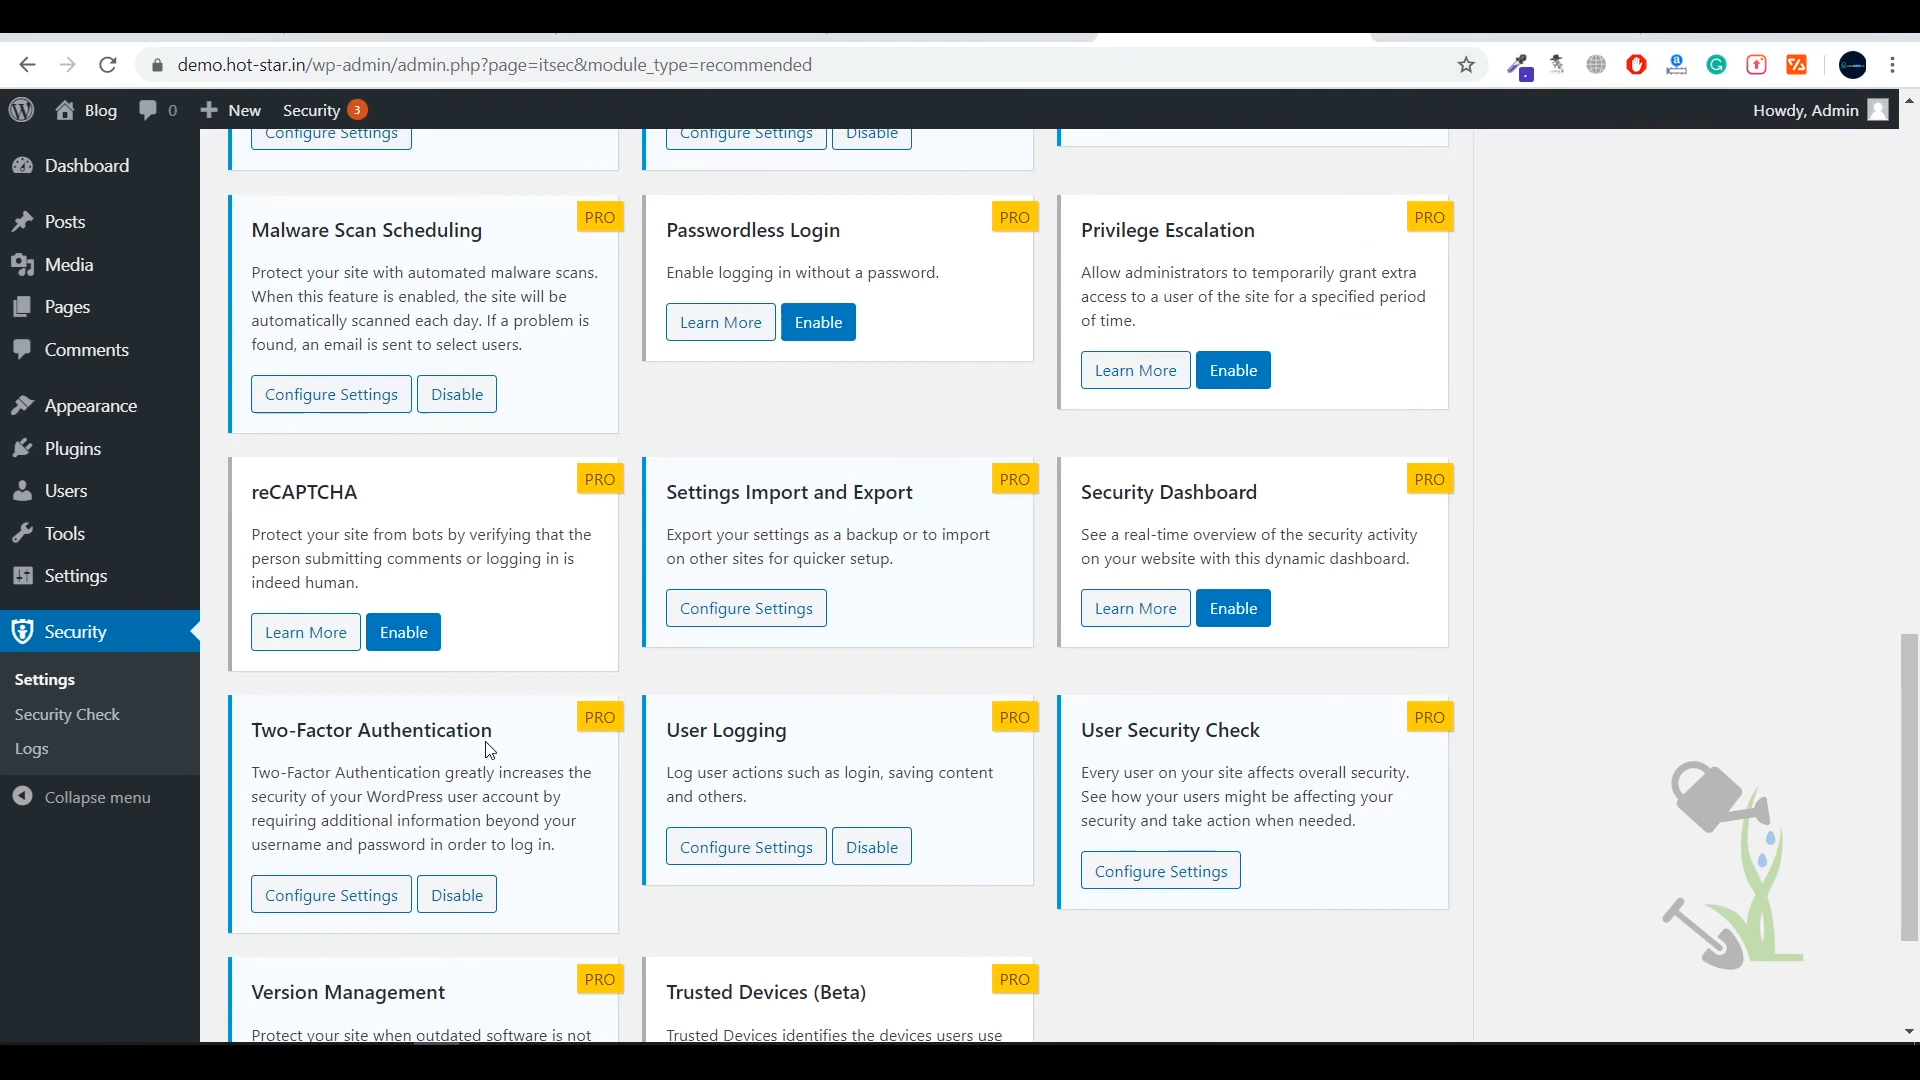 demo.hot-star.in/wp-admin/admin.php?page=itsec&module_type=recommended
Blog
0
New
Security 3
Howdy, Admin
Dashboard
Posts
Media
Pages
Comments
Appearance
Plugins
Users
Tools
Settings
Security
Settings
Security Check
Logs
Collapse menu
Configure Settings
Configure Settings
Disable
Malware Scan Scheduling
PRO
Protect your site with automated malware scans.
When this feature is enabled, the site will be
automatically scanned each day. If a problem is
found, an email is sent to select users.
Configure Settings
Disable
Passwordless Login
PRO
Enable logging in without a password.
Learn More
Enable
Privilege Escalation
PRO
Allow administrators to temporarily grant extra
access to a user of the site for a specified period
of time.
Learn More
Enable
reCAPTCHA
PRO
Protect your site from bots by verifying that the
person submitting comments or logging in is
indeed human.
Learn More
Enable
Settings Import and Export
PRO
Export your settings as a backup or to import
on other sites for quicker setup.
Configure Settings
Security Dashboard
PRO
See a real-time overview of the security activity
on your website with this dynamic dashboard.
Learn More
Enable
Two-Factor Authentication
PRO
Two-Factor Authentication greatly increases the
security of your WordPress user account by
requiring additional information beyond your
username and password in order to log in.
Configure Settings
Disable
User Logging
PRO
Log user actions such as login, saving content
and others.
Configure Settings
Disable
User Security Check
PRO
Every user on your site affects overall security.
See how your users might be affecting your
security and take action when needed.
Configure Settings
Version Management
PRO
Protect your site when outdated software is not
Trusted Devices (Beta)
PRO
Trusted Devices identifies the devices users use